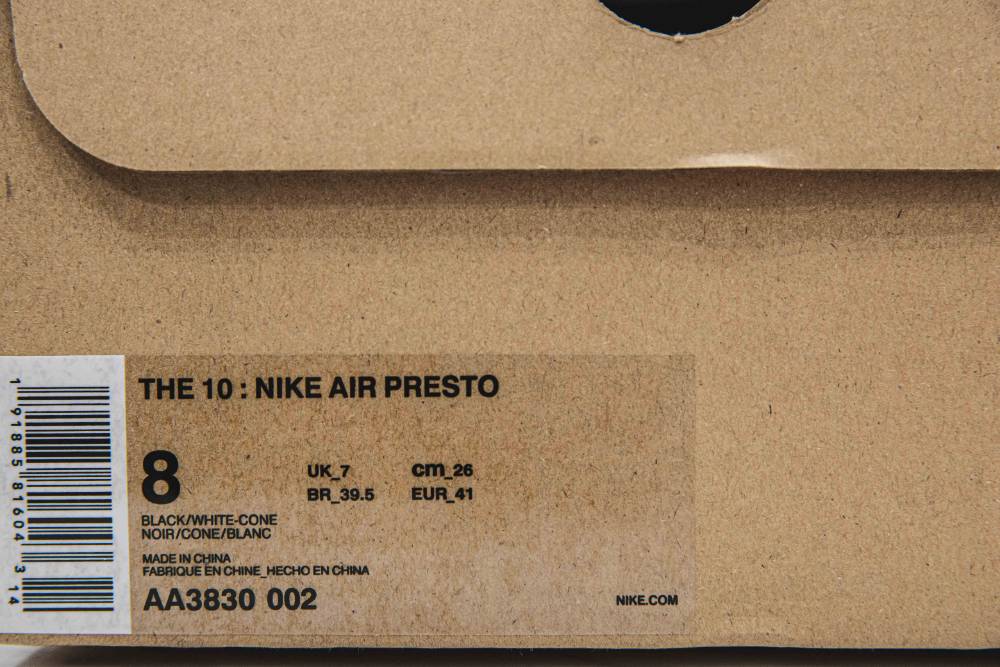 THE 10 : NIKE AIR PRESTO
8
UK_7 cm_26
BR_39.5 EUR_41
BLACK/WHITE-CONE
NOIR/CONE/BLANC
MADE IN CHINA
FABRIQUE EN CHINE_HECHO EN CHINA
AA3830 002
NIKE.COM
1 91885 81604 3 14